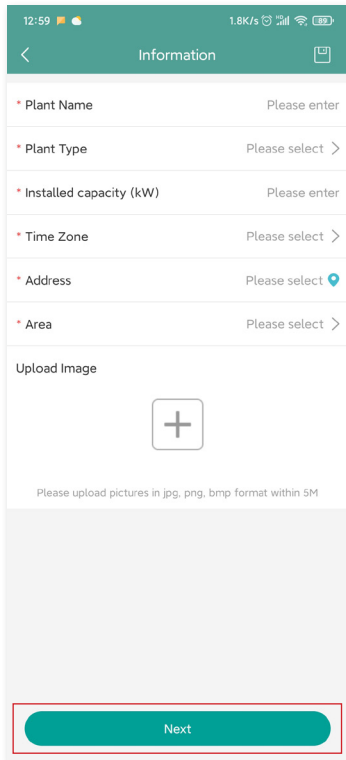 12:59 1.8K/s 89
Information
* Plant Name Please enter
* Plant Type Please select
* Installed capacity (kW) Please enter
* Time Zone Please select
* Address Please select
* Area Please select
Upload Image
Please upload pictures in jpg, png, bmp format within 5M
Next